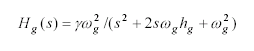 H_g(s) = γω_g^2 /(s^2 + 2sω_g h_g + ω_g^2)